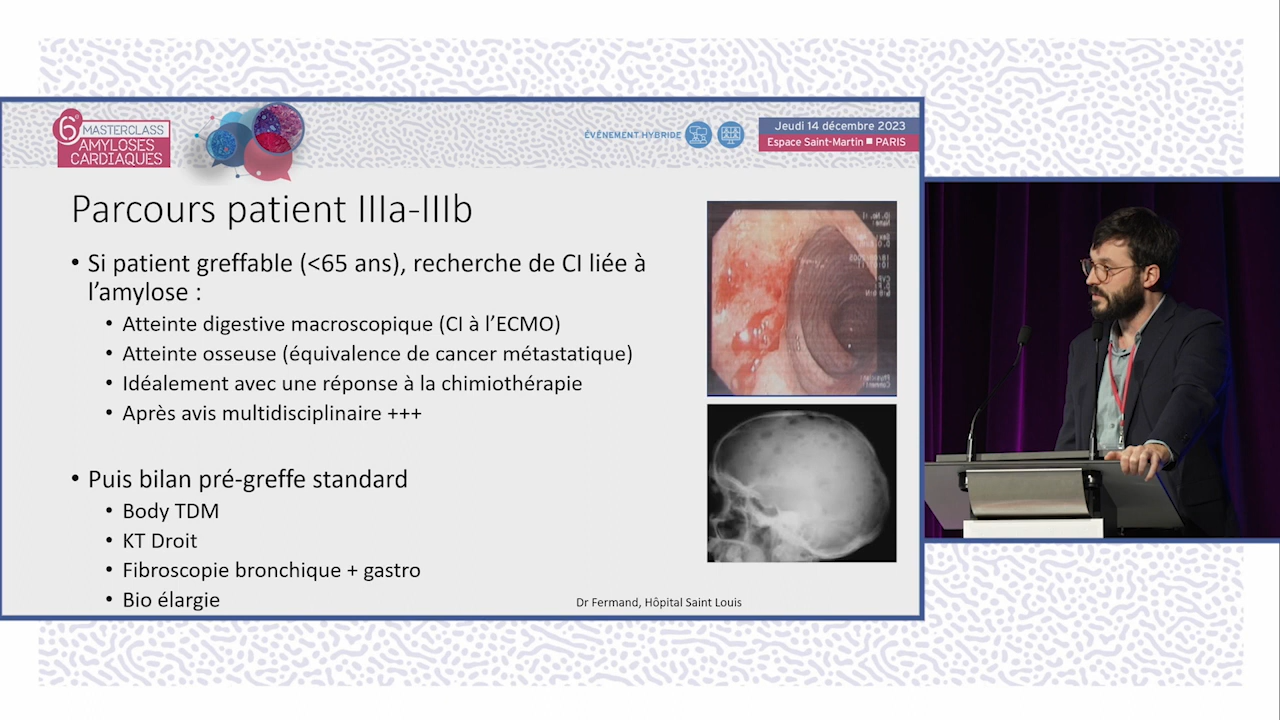 6e
MASTERCLASS
AMYLOSES
CARDIAQUES
ÉVÉNEMENT HYBRIDE
Jeudi 14 décembre 2023
Espace Saint-Martin ■ PARIS
Parcours patient IIIa-IIIb
• Si patient greffable (<65 ans), recherche de CI liée à
l’amylose :
• Atteinte digestive macroscopique (CI à l’ECMO)
• Atteinte osseuse (équivalence de cancer métastatique)
• Idéalement avec une réponse à la chimiothérapie
• Après avis multidisciplinaire +++
• Puis bilan pré-greffe standard
• Body TDM
• KT Droit
• Fibroscopie bronchique + gastro
• Bio élargie
Dr Fermand, Hôpital Saint Louis